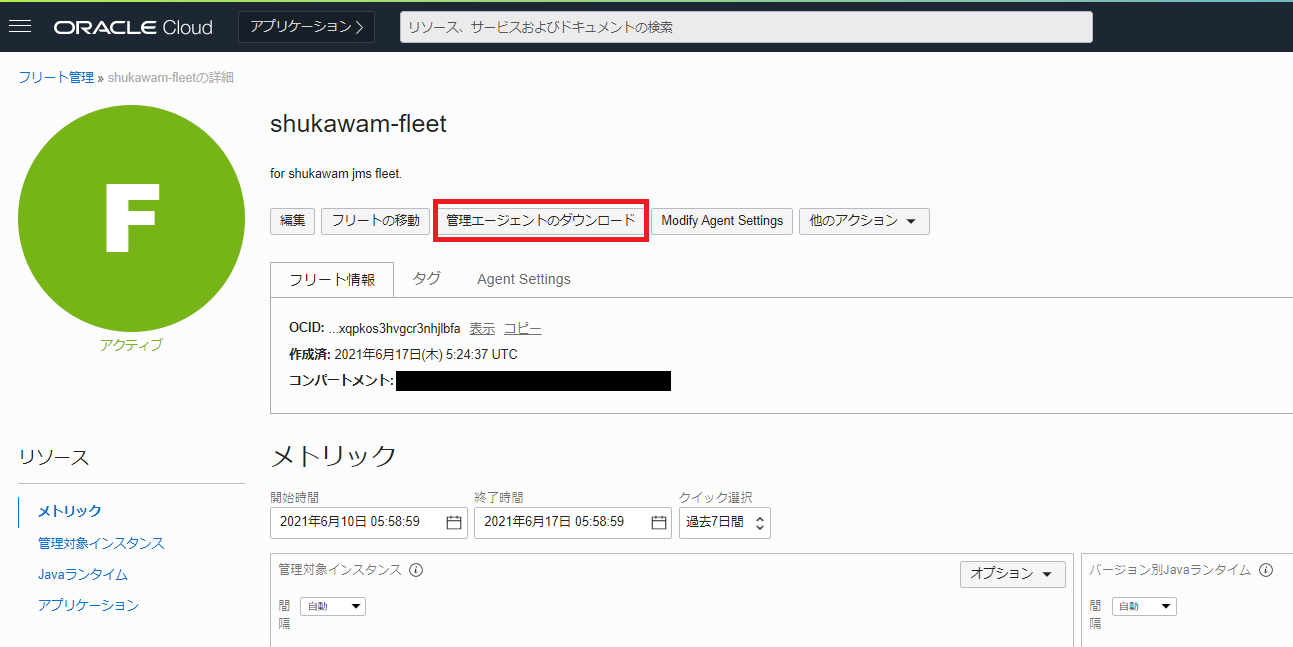 ORACLE Cloud アプリケーション リソース、サービスおよびドキュメントの検索
フリート管理 » shukawam-fleetの詳細
F
アクティブ
shukawam-fleet
for shukawam jms fleet.
編集 フリートの移動 管理エージェントのダウンロード Modify Agent Settings 他のアクション
フリート情報 タグ Agent Settings
OCID: ...xqpkos3hvgcr3nhjlbfa 表示 コピー
作成済: 2021年6月17日(木) 5:24:37 UTC
コンパートメント:
リソース
メトリック
管理対象インスタンス
Javaランタイム
アプリケーション
メトリック
開始時間 終了時間 クイック選択
2021年6月10日 05:58:59 2021年6月17日 05:58:59 過去7日間
管理対象インスタンス オプション
間隔 自動
バージョン別Javaランタイム
間隔 自動